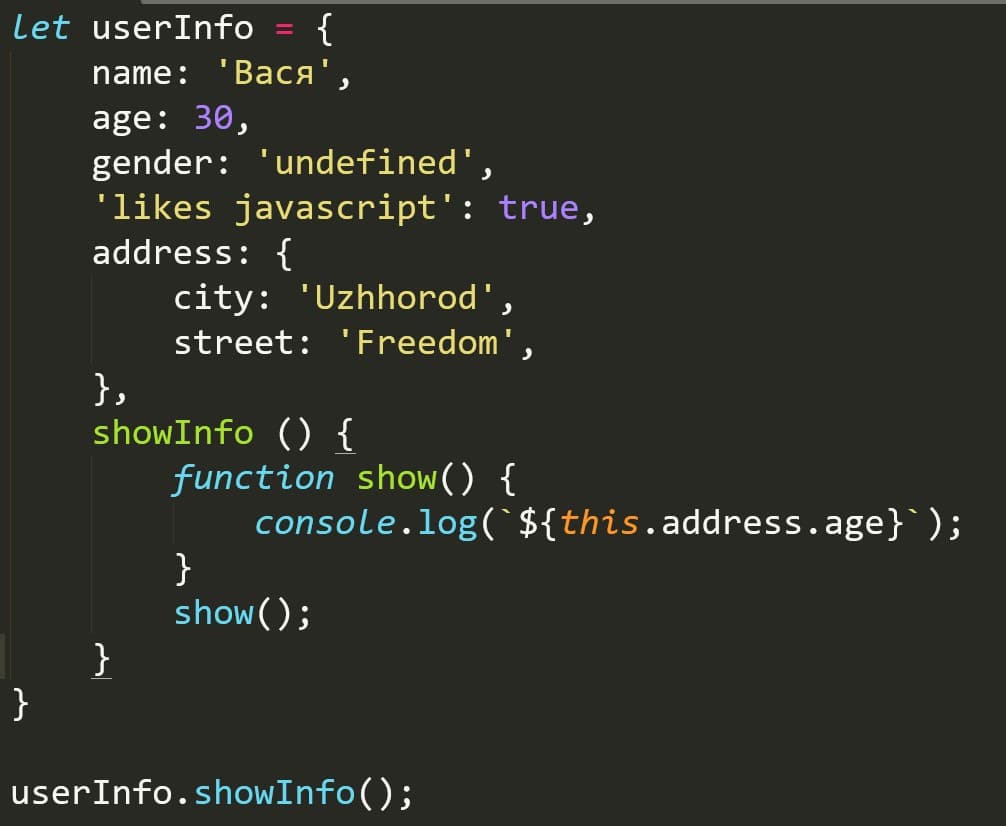 let userInfo = {
    name: 'Вася',
    age: 30,
    gender: 'undefined',
    'likes javascript': true,
    address: {
        city: 'Uzhhorod',
        street: 'Freedom',
    },
    showInfo () {
        function show() {
            console.log(`${this.address.age}`);
        }
        show();
    }
}

userInfo.showInfo();